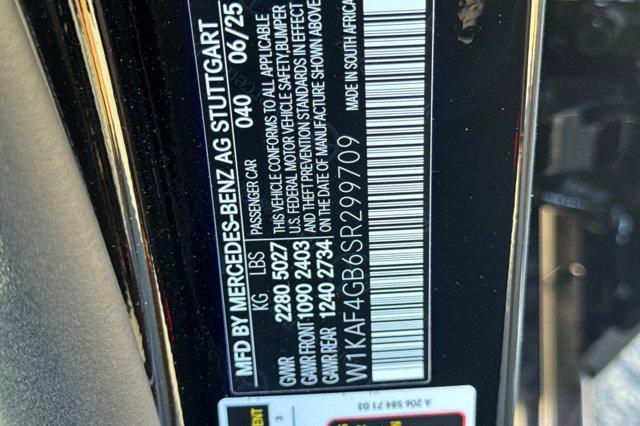 MFD BY MERCEDES-BENZ AG STUTTGART
040 06/25
KG LBS PASSENGER CAR
GVWR 2280 5027 THIS VEHICLE CONFORMS TO ALL APPLICABLE
U.S. FEDERAL MOTOR VEHICLE SAFETY, BUMPER
GAWR FRONT 1090 2403 AND THEFT PREVENTION STANDARDS IN EFFECT
GAWR REAR 1240 2734 ON THE DATE OF MANUFACTURE SHOWN ABOVE
W1KAF4GB6SR299709 MADE IN SOUTH AFRICA
A 206 584 71 03